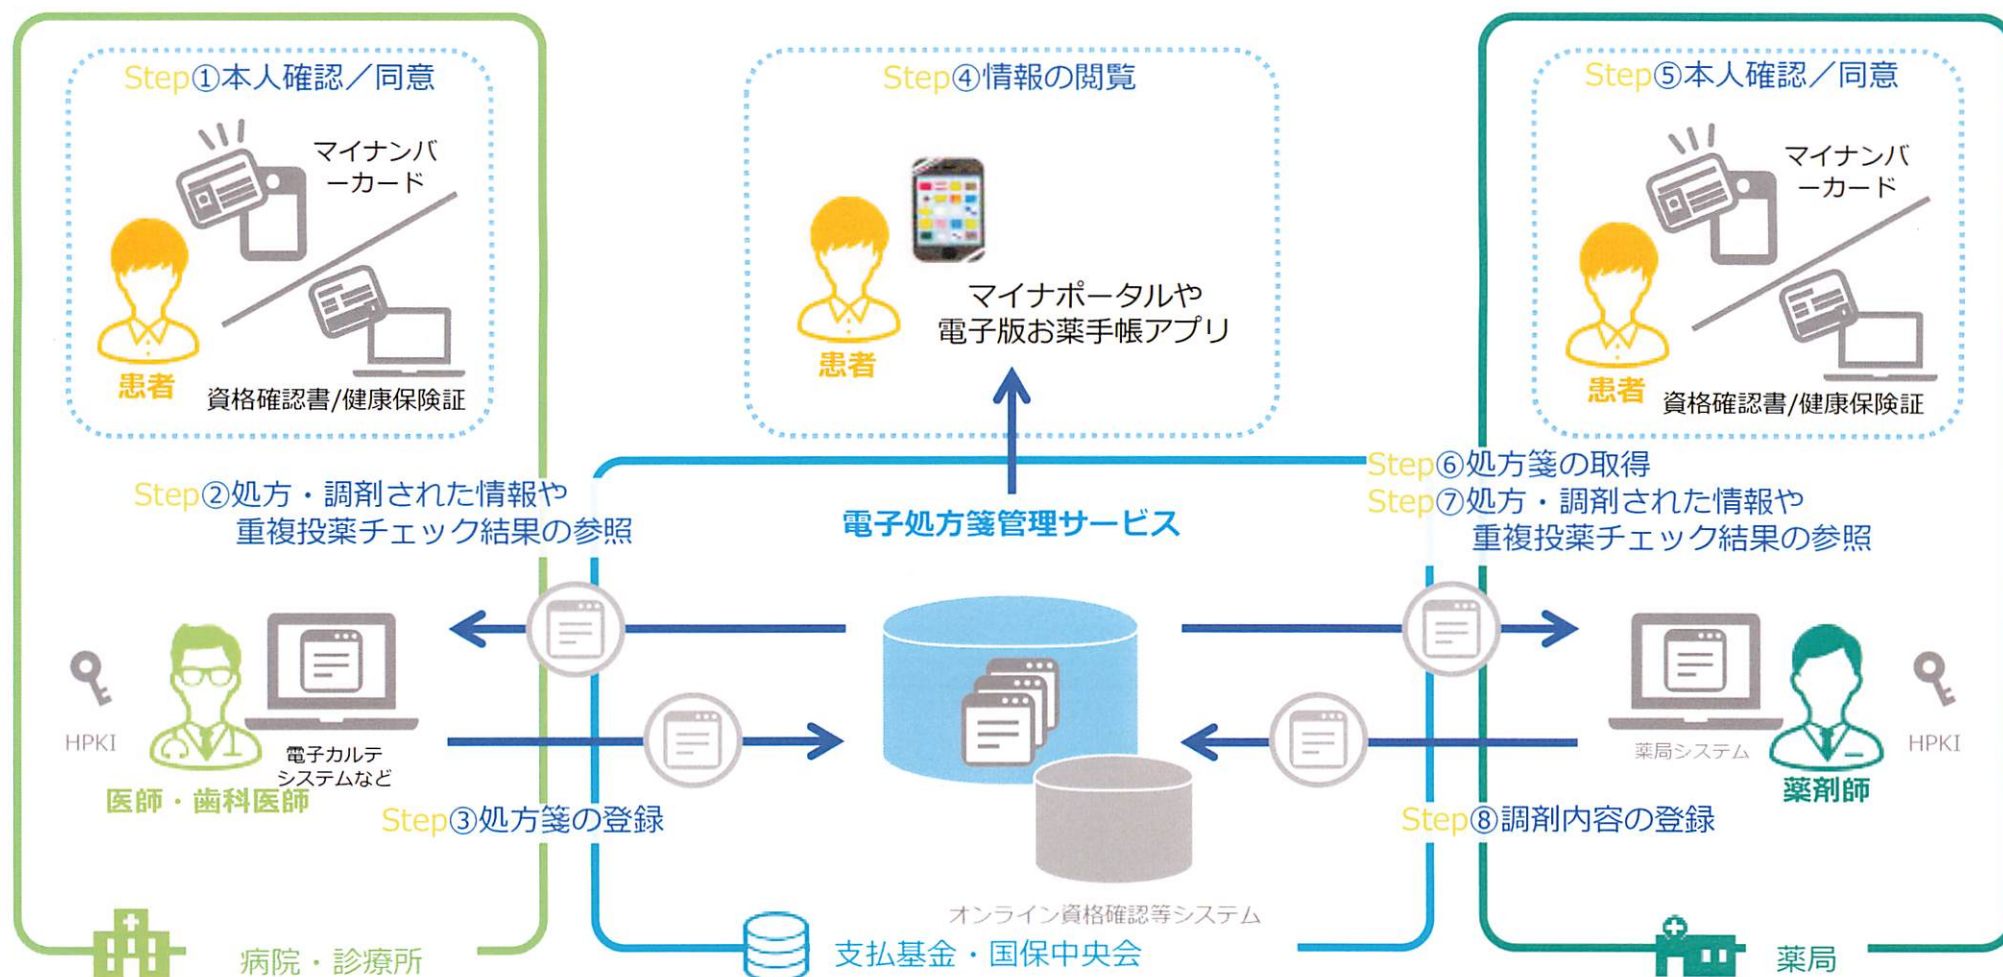 Step①本人確認／同意
マイナンバ
ーカード
患者
資格確認書/健康保険証
Step②処方・調剤された情報や
重複投薬チェック結果の参照
HPKI
電子カルテ
システムなど
医師・歯科医師
Step③処方箋の登録
病院・診療所
Step④情報の閲覧
マイナポータルや
電子版お薬手帳アプリ
患者
電子処方箋管理サービス
オンライン資格確認等システム
支払基金・国保中央会
Step⑤本人確認／同意
マイナンバ
ーカード
患者
資格確認書/健康保険証
Step⑥処方箋の取得
Step⑦処方・調剤された情報や
重複投薬チェック結果の参照
薬局システム
HPKI
薬剤師
Step⑧調剤内容の登録
薬局